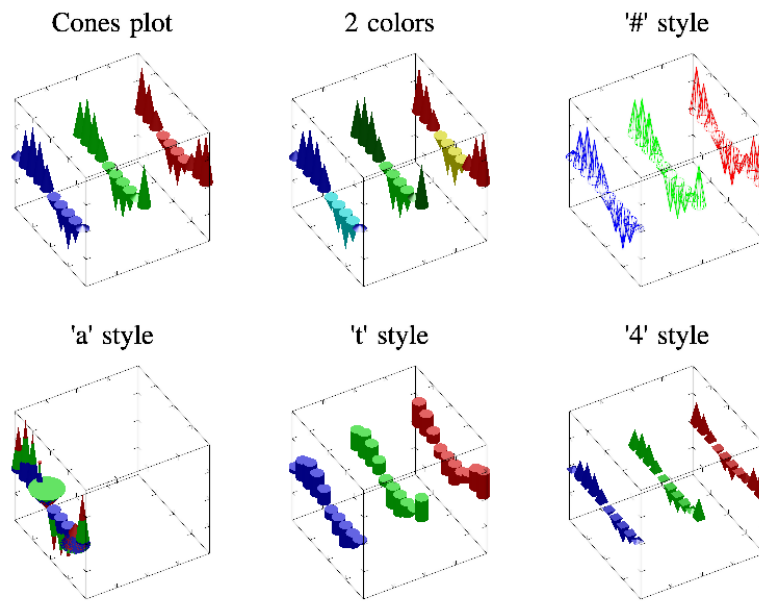 Cones plot
2 colors
'#' style
'a' style
't' style
'4' style